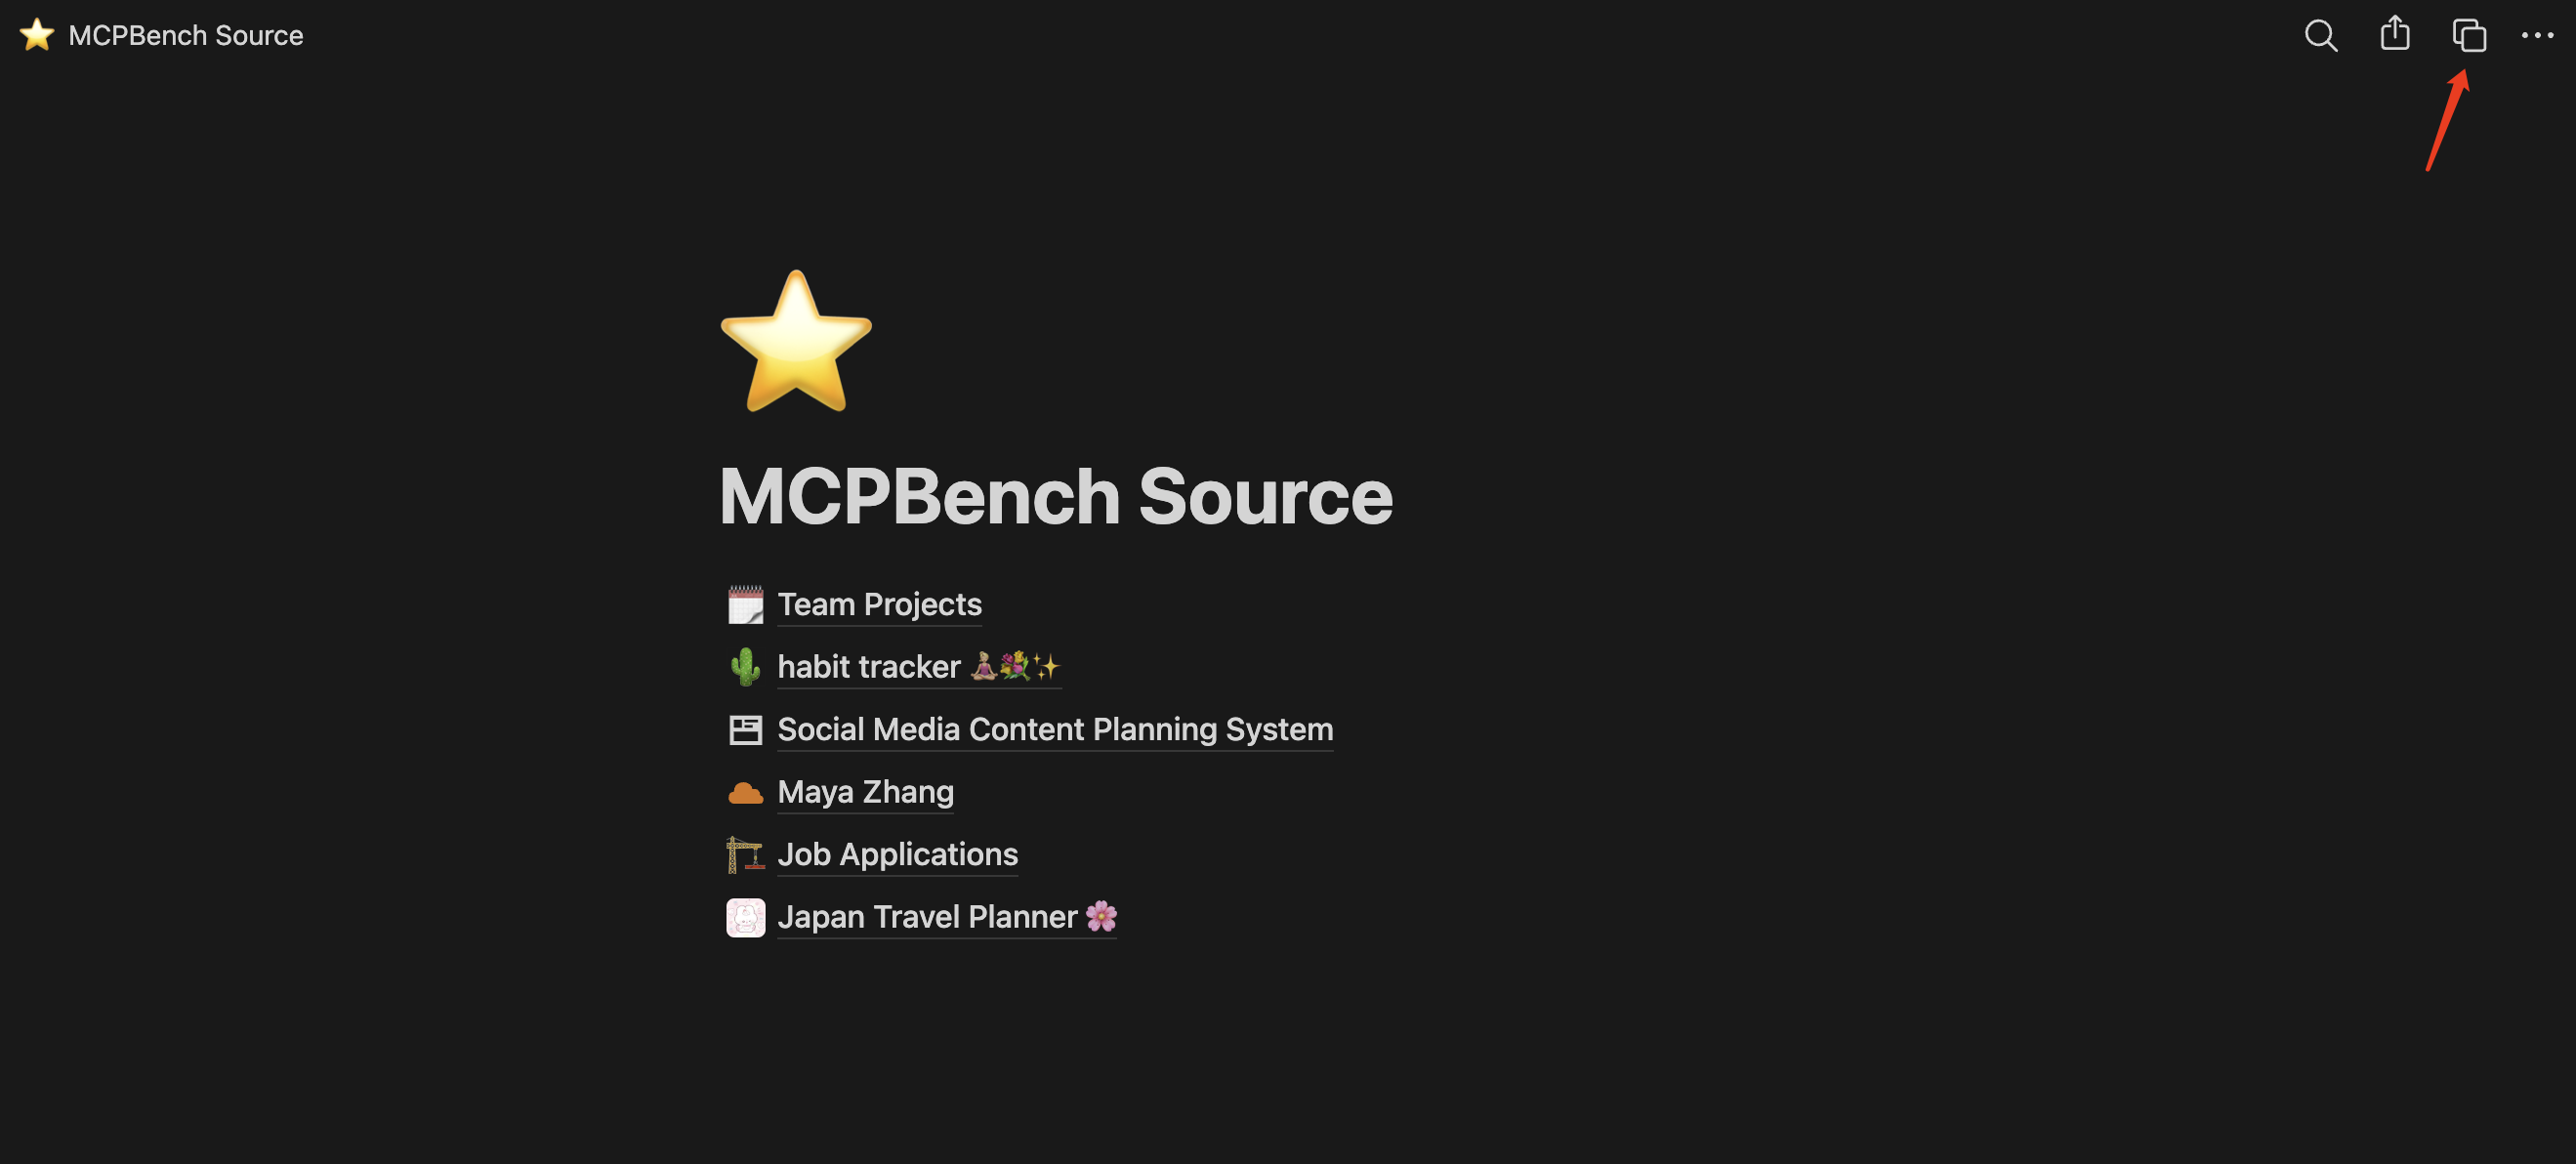 MCPBench Source
MCPBench Source
Team Projects
habit tracker 🧘🏼‍♀️💐✨
Social Media Content Planning System
Maya Zhang
Job Applications
Japan Travel Planner 🌸